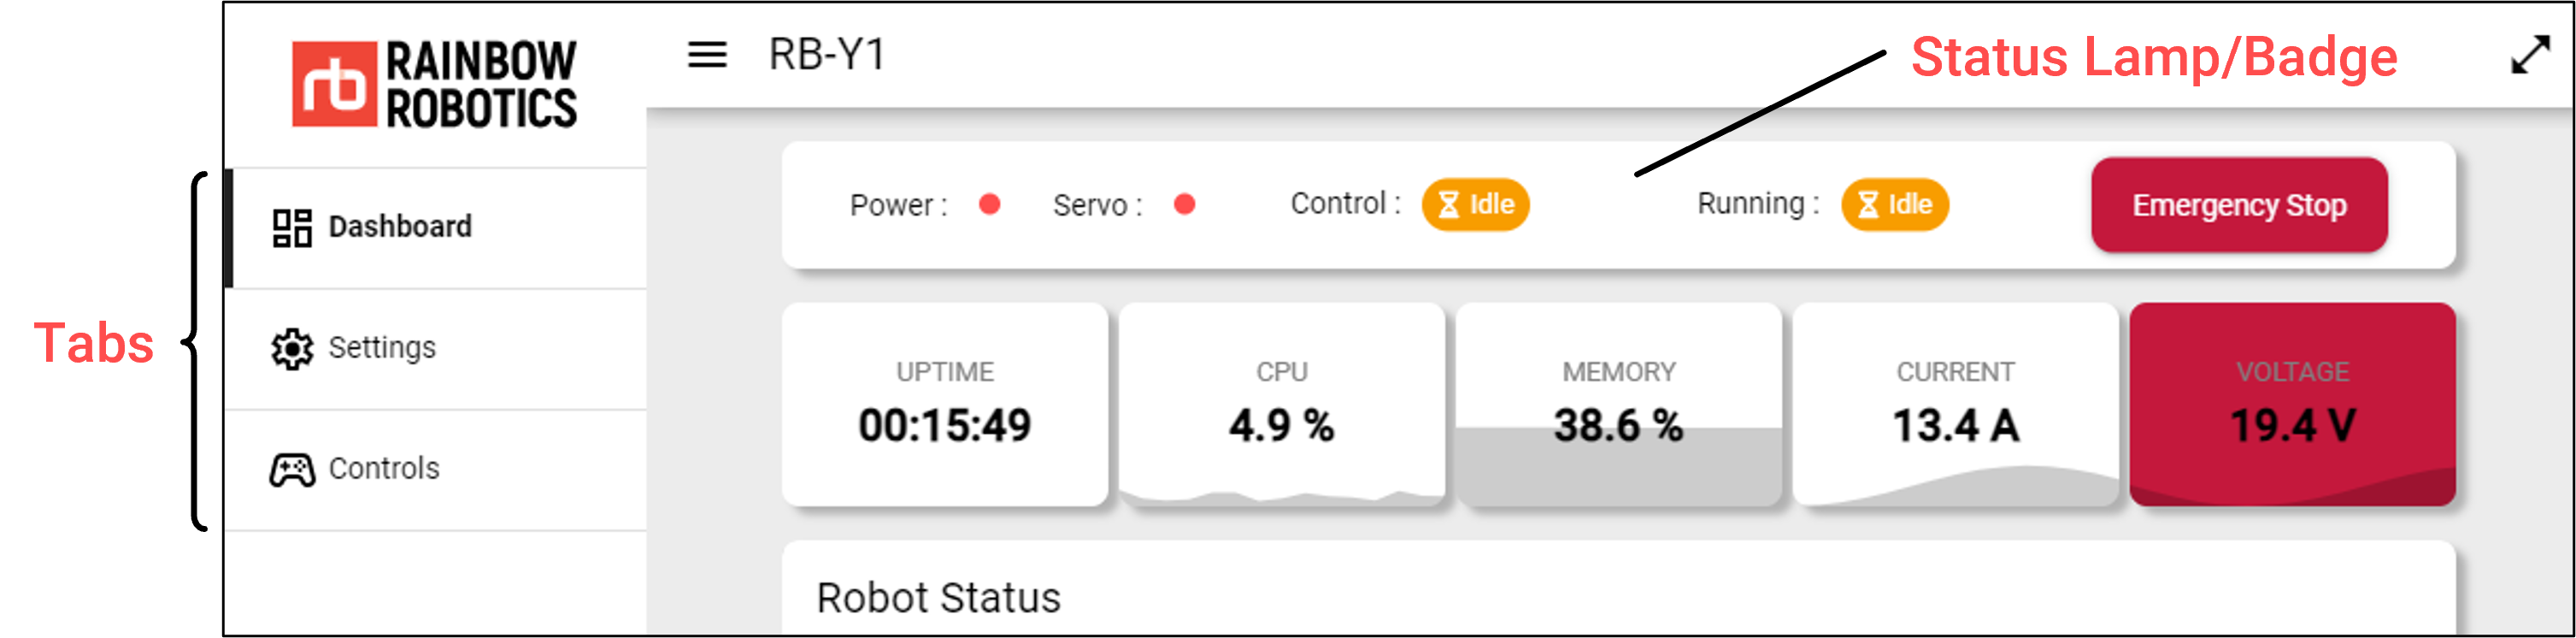 RAINBOW
ROBOTICS
RB-Y1
Status Lamp/Badge
Power :
Servo :
Control :
Idle
Running :
Idle
Emergency Stop
Tabs
Dashboard
Settings
Controls
UPTIME
00:15:49
CPU
4.9 %
MEMORY
38.6 %
CURRENT
13.4 A
VOLTAGE
19.4 V
Robot Status